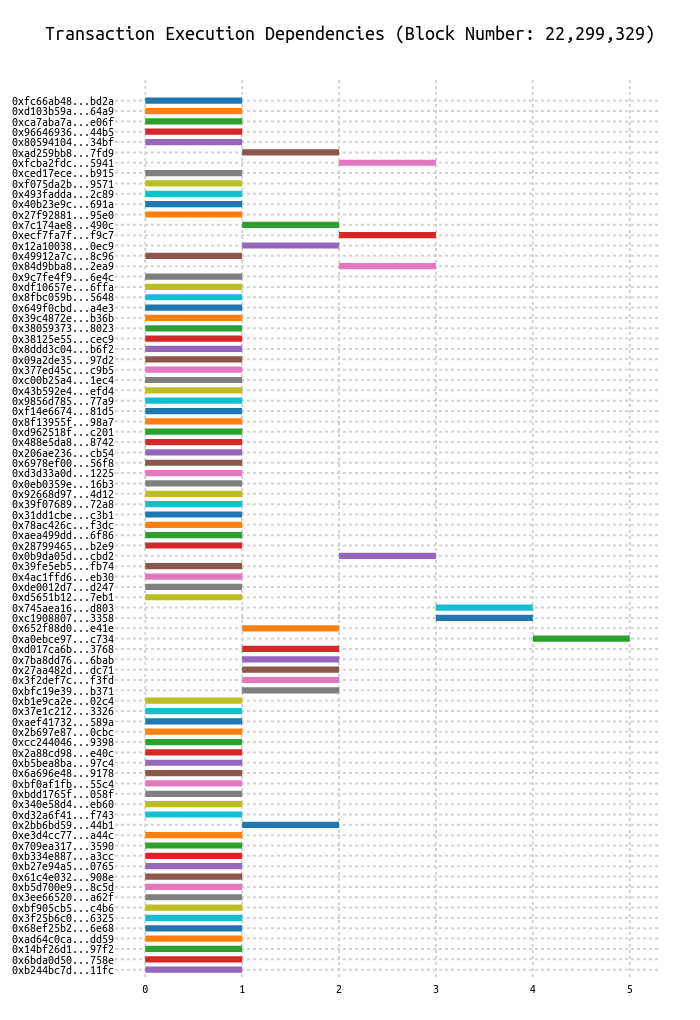 Transaction Execution Dependencies (Block Number: 22,299,329)
0xfc66ab48...bd2a
0xd103b59a...64a9
0xca7aba7a...e06f
0x96646936...44b5
0x80594104...34bf
0xad259bb8...7fd9
0xfcba2fdc...5941
0xced17ece...b915
0xf075da2b...9571
0x493fadda...2c89
0x40b23e9c...691a
0x27f92881...95e0
0x7c174ae8...490c
0xecf7fa7f...f9c7
0x12a10038...0ec9
0x49912a7c...8c96
0x84d9bba8...2ea9
0x9c7fe4f9...6e4c
0xdf10657e...6ffa
0x8fbc059b...5648
0x649f0cbd...a4e3
0x39c4872e...b36b
0x38059373...8023
0x38125e55...cec9
0x8ddd3c04...b6f2
0x09a2de35...97d2
0x377ed45c...c9b5
0xc00b25a4...1ec4
0x43b592e4...efd4
0x9856d785...77a9
0xf14e6674...81d5
0x8f13955f...98a7
0xd962518f...c201
0x488e5da8...8742
0x206ae236...cb54
0x6978ef00...56f8
0xd3d33a0d...1225
0x0eb0359e...16b3
0x92668d97...4d12
0x39f07689...72a8
0x31dd1cbe...c3b1
0x78ac426c...f3dc
0xaea499dd...6f86
0x28799465...b2e9
0x0b9da05d...cbd2
0x39fe5eb5...fb74
0x4ac1ffd6...eb30
0xde0012d7...d247
0xd5651b12...7eb1
0x745aea16...d803
0xc1908807...3358
0x652f88d0...e41e
0xa0ebce97...c734
0xd017ca6b...3768
0x7ba8dd76...6bab
0x27aa482d...dc71
0x3f2def7c...f3fd
0xbfc19e39...b371
0xb1e9ca2e...02c4
0x37e1c212...3326
0xaef41732...589a
0x2b697e87...0cbc
0xcc244046...9398
0x2a88cd98...e40c
0xb5bea8ba...97c4
0x6a696e48...9178
0xbf0af1fb...55c4
0xbdd1765f...058f
0x340e58d4...eb60
0xd32a6f41...f743
0x2bb6bd59...44b1
0xe3d4cc77...a44c
0x709ea317...3590
0xb334e887...a3cc
0xb27e94a5...0765
0x61c4e032...908e
0xb5d700e9...8c5d
0x3ee66520...a62f
0xbf905cb5...c4b6
0x3f25b6c0...6325
0x68ef25b2...6e68
0xad64c0ca...dd59
0x14bf26d1...97f2
0x6bda0d50...758e
0xb244bc7d...11fc
0 1 2 3 4 5